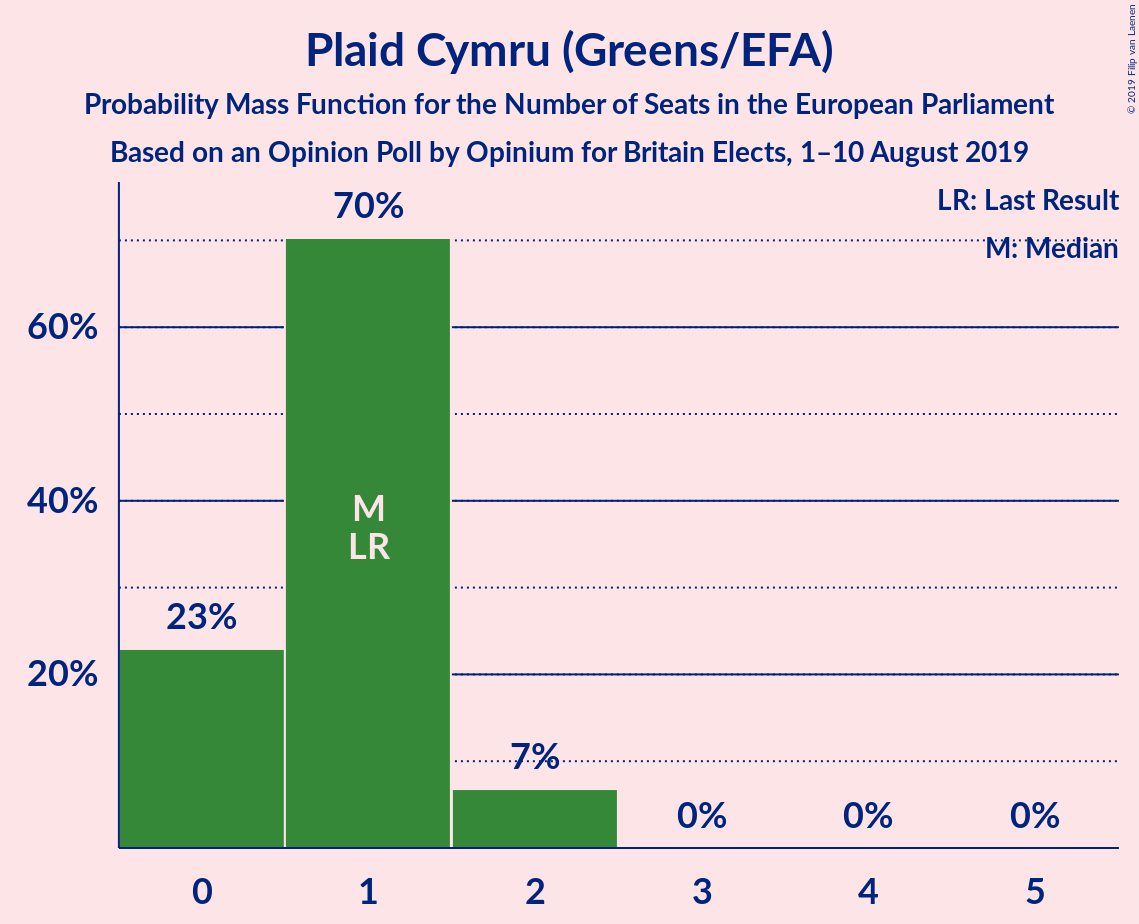 Plaid Cymru (Greens/EFA)
Probability Mass Function for the Number of Seats in the European Parliament
Based on an Opinion Poll by Opinium for Britain Elects, 1–10 August 2019
© 2019 Filip van Laenen
LR: Last Result
M: Median
70%
60%
40%
M
LR
23%
20%
7%
0%
0%
0%
0
1
2
3
4
5